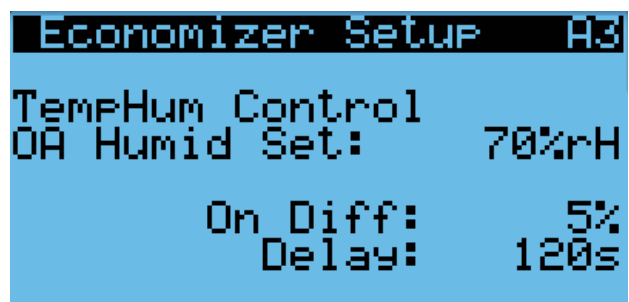 Economizer Setup A3
TempHum Control
OA Humid Set: 70%rH
On Diff: 5%
Delay: 120s